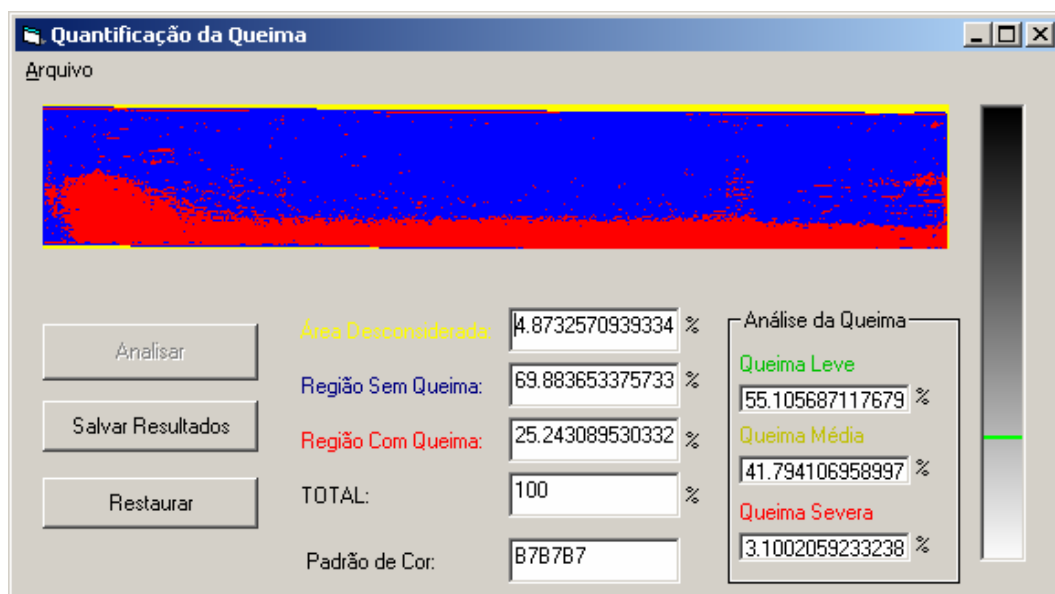 Quantificação da Queima
Arquivo
Analisar
Salvar Resultados
Restaurar
Área Desconsiderada: 4.8732570939334 %
Região Sem Queima: 69.883653375733 %
Região Com Queima: 25.243089530332 %
TOTAL: 100 %
Padrão de Cor: B7B7B7
Análise da Queima
Queima Leve
55.105687117679 %
Queima Média
41.794106958997 %
Queima Severa
3.1002059233238 %